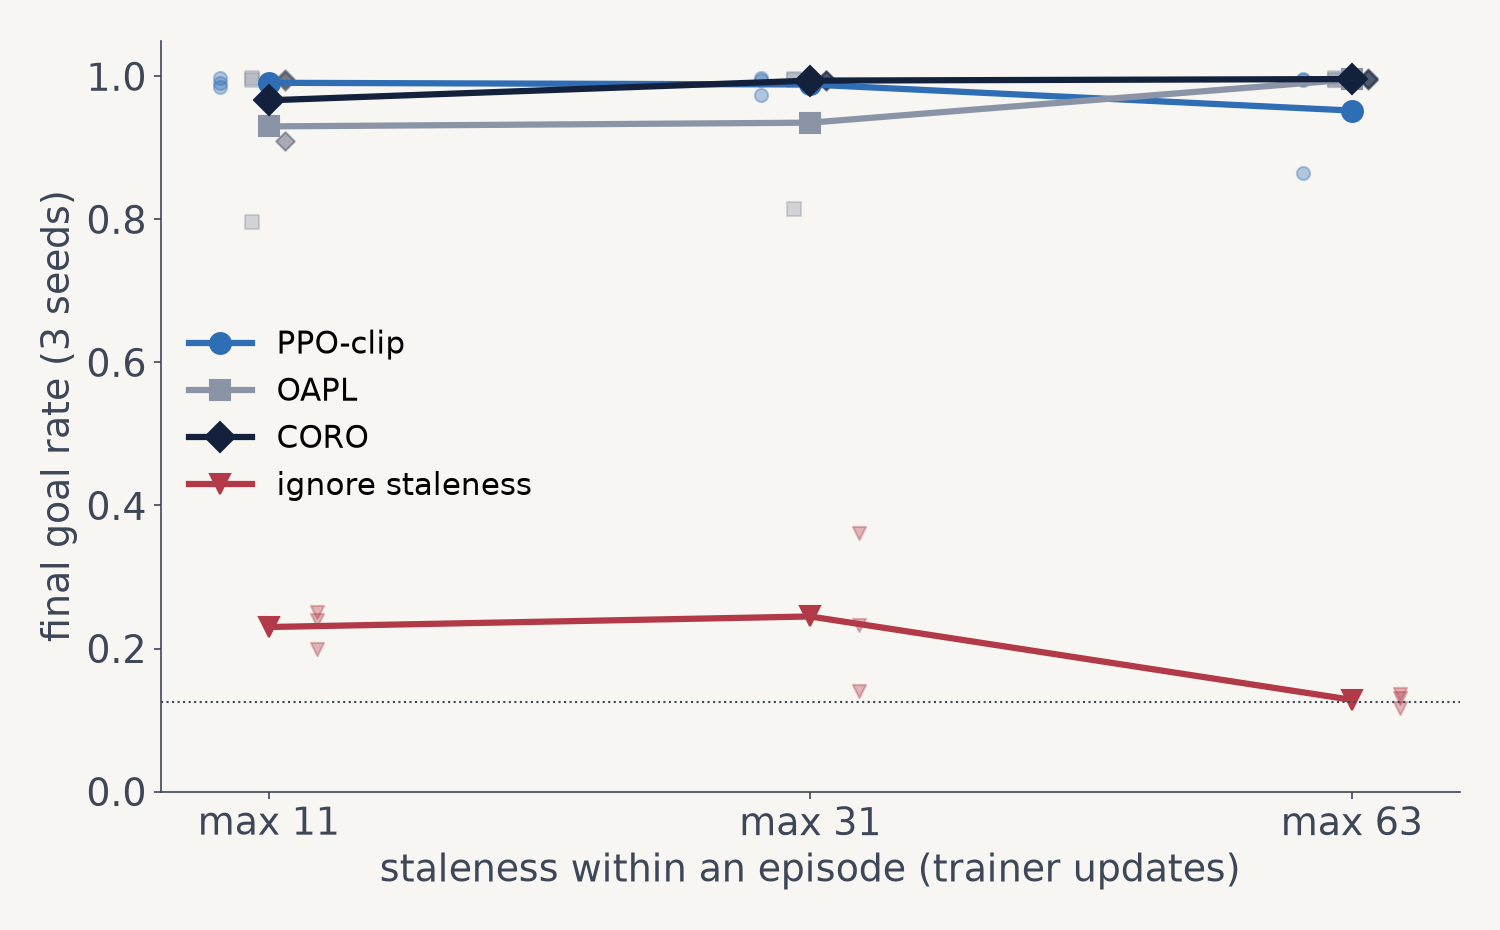 final goal rate (3 seeds)
1.0
0.8
0.6
0.4
0.2
0.0
PPO-clip
OAPL
CORO
ignore staleness
max 11
max 31
max 63
staleness within an episode (trainer updates)